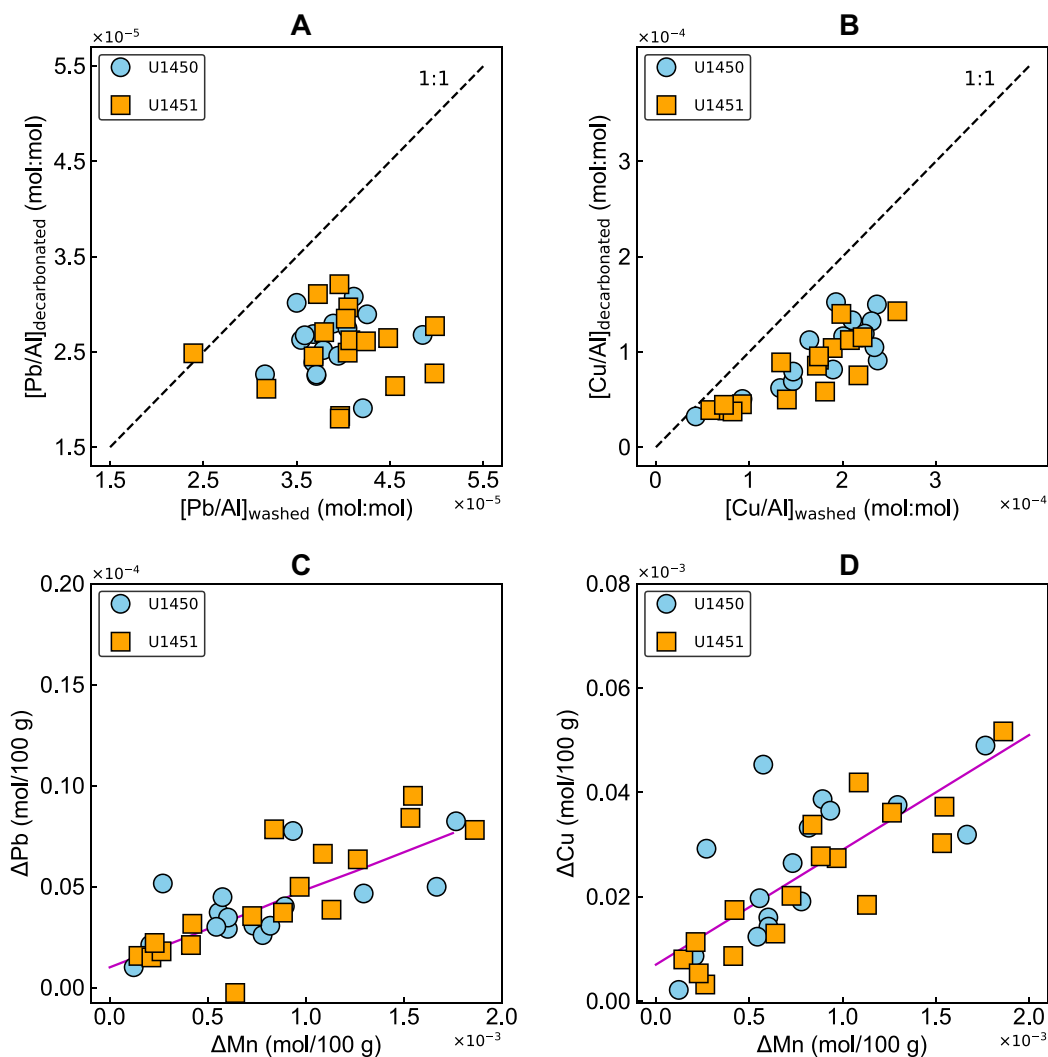 A
×10⁻⁵
U1450
U1451
1:1
5.5
4.5
3.5
2.5
1.5
[Pb/Al]decarbonated (mol:mol)
1.5 2.5 3.5 4.5 5.5
[Pb/Al]washed (mol:mol)
×10⁻⁵
B
×10⁻⁴
U1450
U1451
1:1
4
3
2
1
0
[Cu/Al]decarbonated (mol:mol)
0 1 2 3
[Cu/Al]washed (mol:mol)
×10⁻⁴
C
×10⁻⁴
U1450
U1451
0.20
0.15
0.10
0.05
0.00
ΔPb (mol/100 g)
0.0 0.5 1.0 1.5 2.0
ΔMn (mol/100 g)
×10⁻³
D
×10⁻³
U1450
U1451
0.08
0.06
0.04
0.02
0.00
ΔCu (mol/100 g)
0.0 0.5 1.0 1.5 2.0
ΔMn (mol/100 g)
×10⁻³